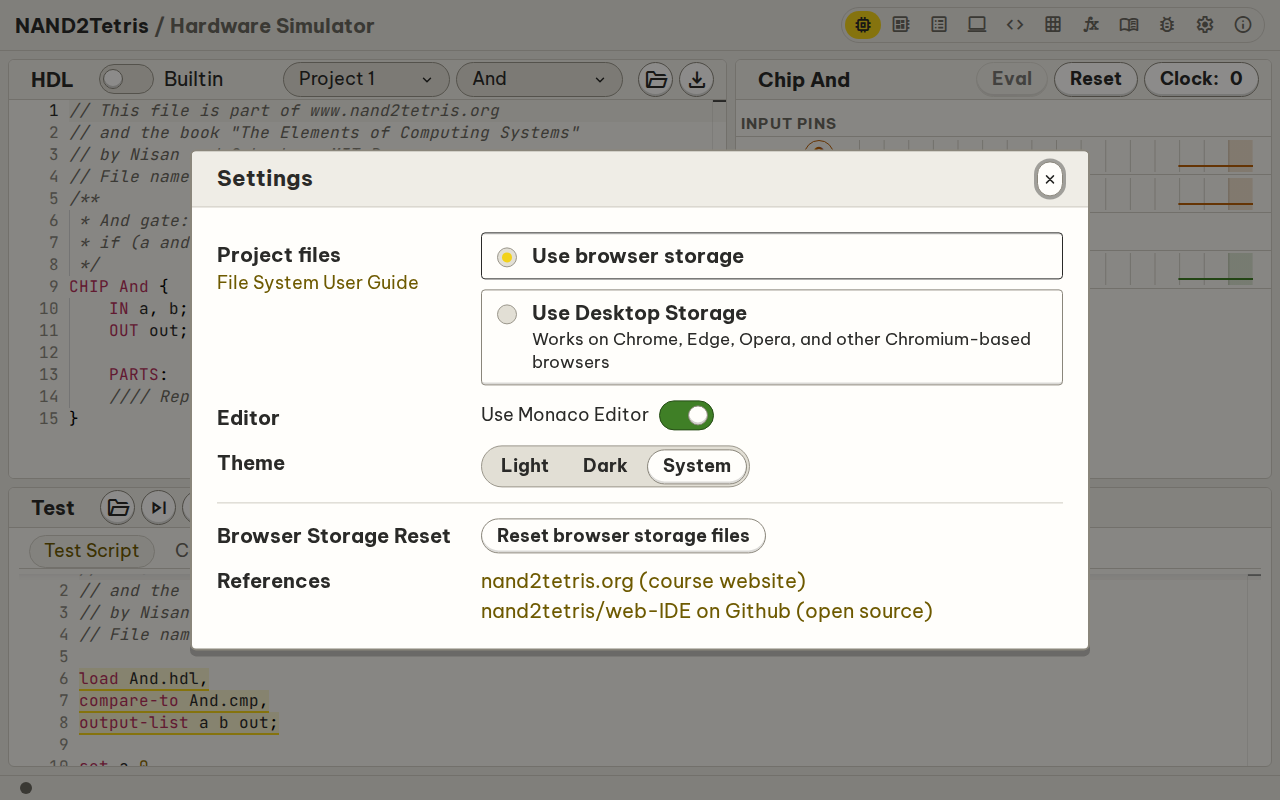 NAND2Tetris / Hardware Simulator
HDL Builtin Project 1 And
Chip And Eval Reset Clock: 0
INPUT PINS
1 // This file is part of www.nand2tetris.org
2 // and the book "The Elements of Computing Systems"
3 // by Nisan
4 // File name
5 /**
6 * And gate:
7 * if (a and
8 */
9 CHIP And {
10 IN a, b;
11 OUT out;
12
13 PARTS:
14 //// Rep
15 }
Settings
×
Project files
File System User Guide
Use browser storage
Use Desktop Storage
Works on Chrome, Edge, Opera, and other Chromium-based
browsers
Editor
Use Monaco Editor
Theme
Light Dark System
Browser Storage Reset
Reset browser storage files
References
nand2tetris.org (course website)
nand2tetris/web-IDE on Github (open source)
Test
Test Script C
2 // and the
3 // by Nisan
4 // File nam
5
6 load And.hdl,
7 compare-to And.cmp,
8 output-list a b out;
9
10 set a 0